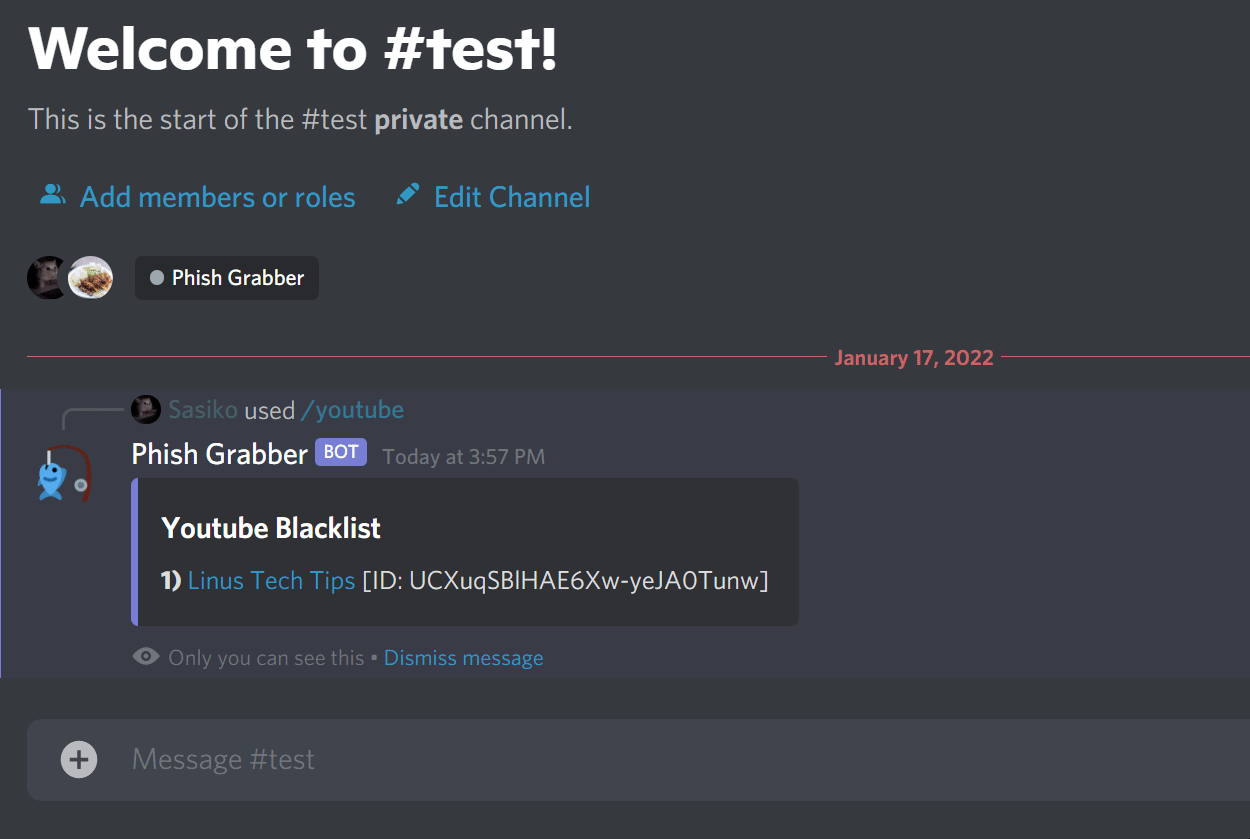 Welcome to #test!
This is the start of the #test private channel.
Add members or roles Edit Channel
Phish Grabber
January 17, 2022
Sasiko used /youtube
Phish Grabber BOT Today at 3:57 PM
Youtube Blacklist
1) Linus Tech Tips [ID: UCXuqSBlHAE6Xw-yeJA0Tunw]
Only you can see this • Dismiss message
Message #test